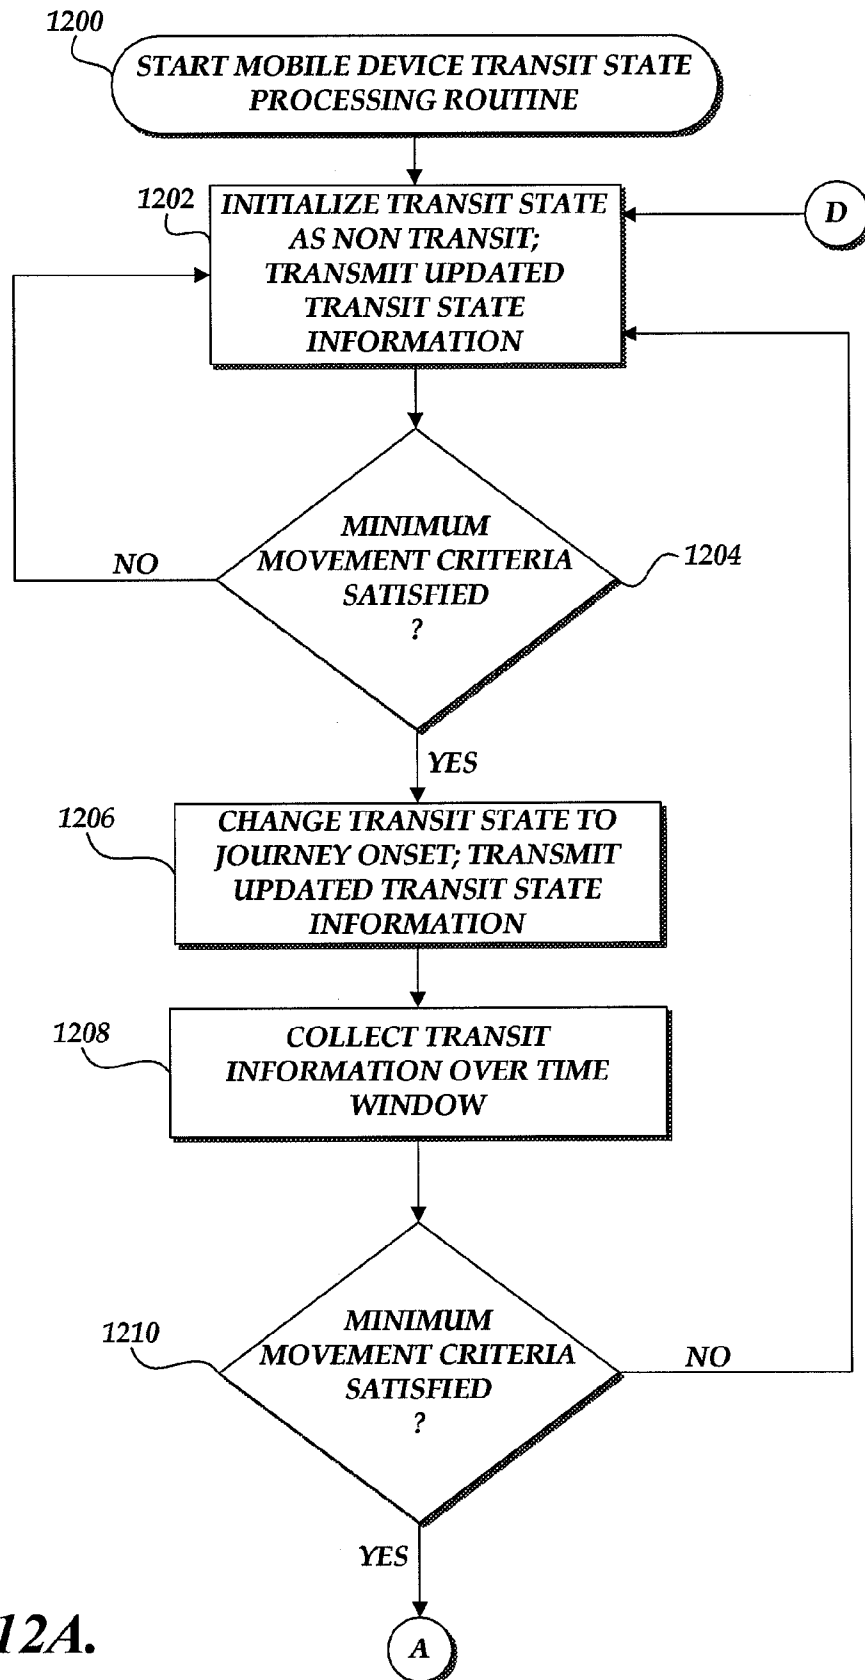 1200
START MOBILE DEVICE TRANSIT STATE
PROCESSING ROUTINE
1202
INITIALIZE TRANSIT STATE
AS NON TRANSIT;
TRANSMIT UPDATED
TRANSIT STATE
INFORMATION
D
MINIMUM
MOVEMENT CRITERIA
SATISFIED
?
NO
1204
YES
1206
CHANGE TRANSIT STATE TO
JOURNEY ONSET; TRANSMIT
UPDATED TRANSIT STATE
INFORMATION
1208
COLLECT TRANSIT
INFORMATION OVER TIME
WINDOW
1210
MINIMUM
MOVEMENT CRITERIA
SATISFIED
?
NO
YES
A
12A.